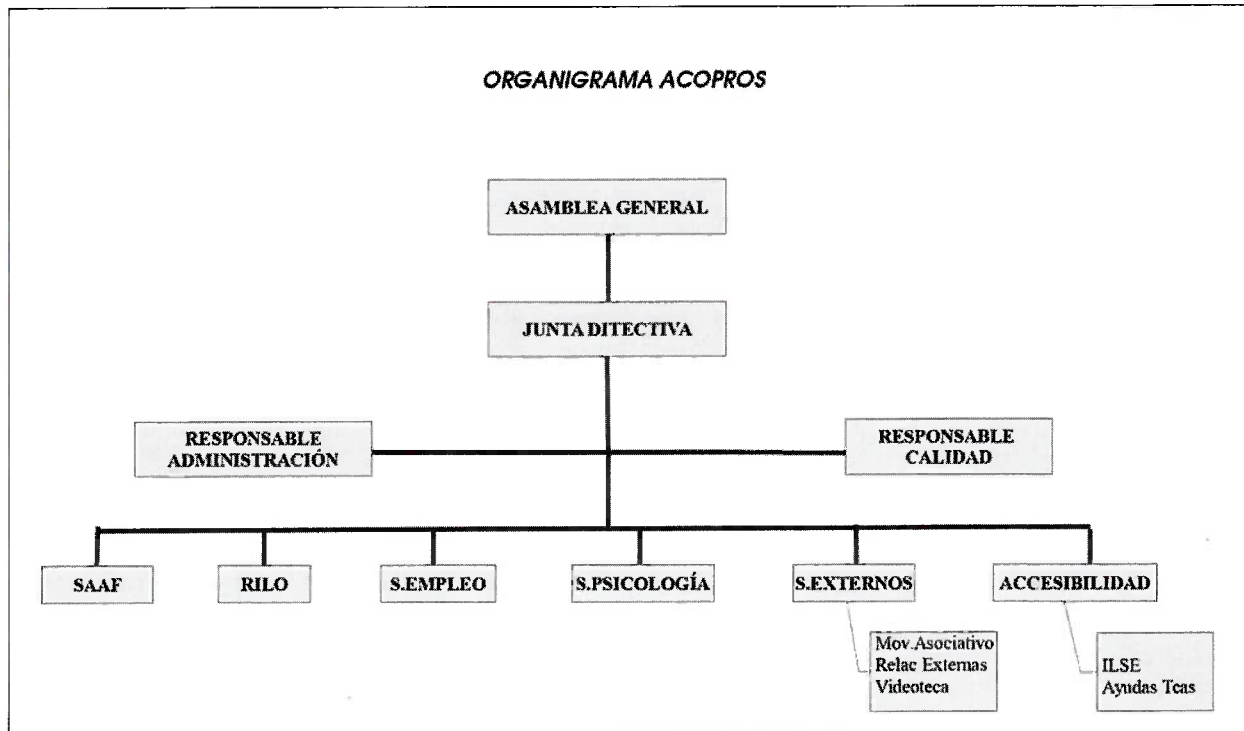 ORGANIGRAMA ACOPROS
ASAMBLEA GENERAL
JUNTA DITECTIVA
RESPONSABLE
ADMINISTRACIÓN
RESPONSABLE
CALIDAD
SAAF
RILO
S.EMPLEO
S.PSICOLOGÍA
S.EXTERNOS
ACCESIBILIDAD
Mov.Asociativo
Relac Externas
Videoteca
ILSE
Ayudas Tcas